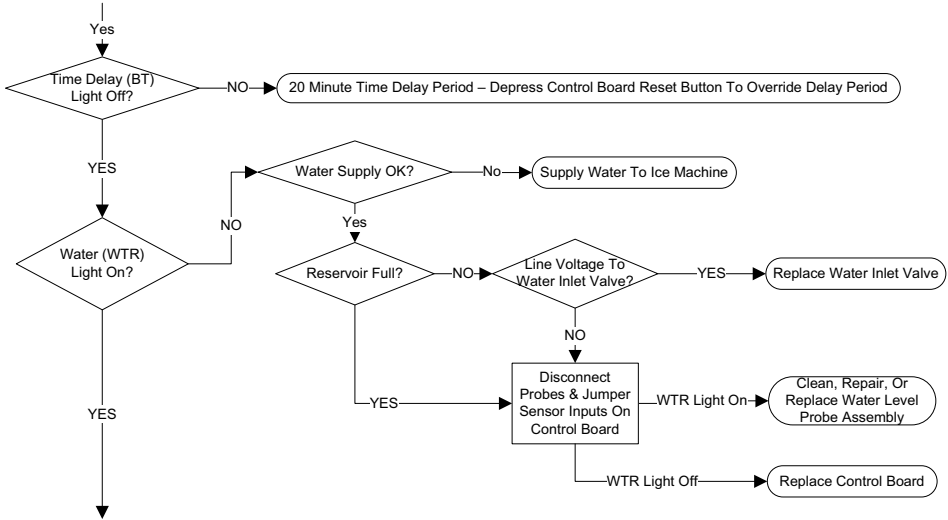 Yes
Time Delay (BT)
Light Off?
NO
20 Minute Time Delay Period – Depress Control Board Reset Button To Override Delay Period
YES
Water Supply OK?
No
Supply Water To Ice Machine
NO
Yes
Water (WTR)
Light On?
Reservoir Full?
NO
Line Voltage To
Water Inlet Valve?
YES
Replace Water Inlet Valve
NO
YES
YES
Disconnect
Probes & Jumper
Sensor Inputs On
Control Board
WTR Light On
Clean, Repair, Or
Replace Water Level
Probe Assembly
WTR Light Off
Replace Control Board